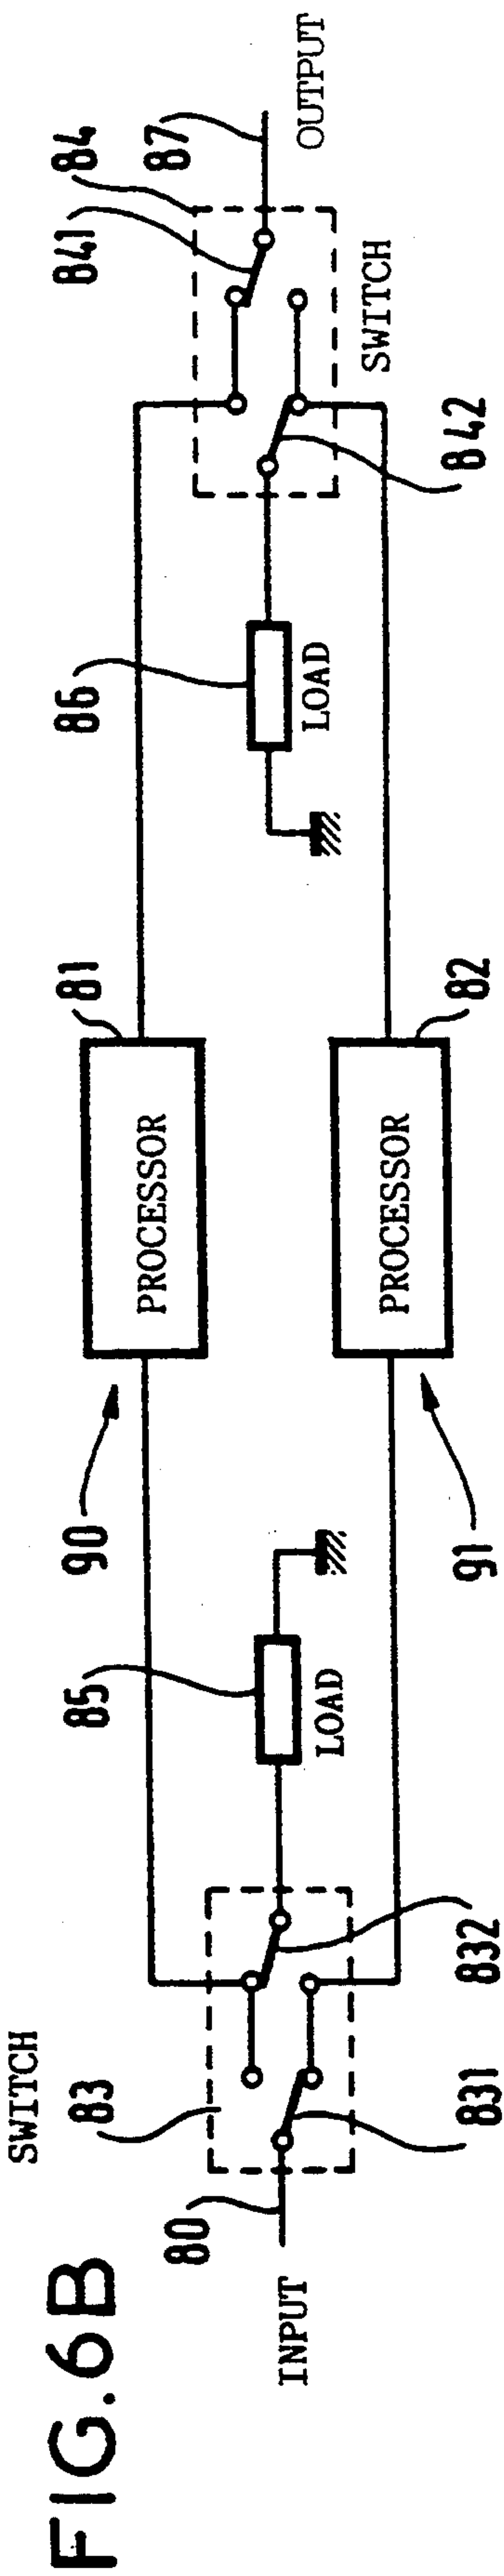 FIG. 6B
SWITCH
83
90
81
86
841
84
87
80
85
INPUT
PROCESSOR
LOAD
LOAD
OUTPUT
PROCESSOR
SWITCH
831
832
91
82
842